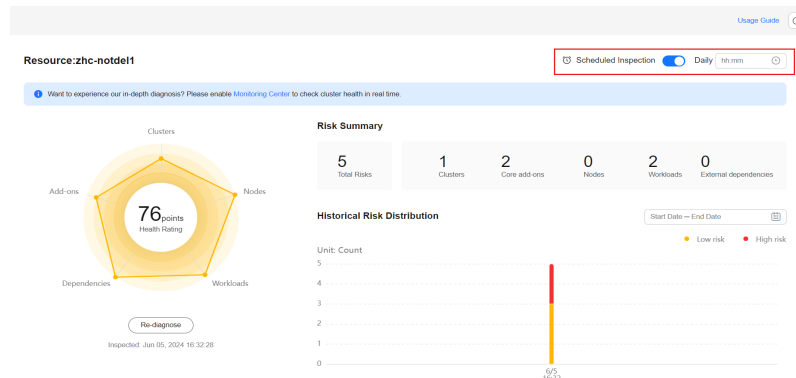 Usage Guide
Resource:zhc-notdel1
Scheduled Inspection Daily hh:mm
Want to experience our in-depth diagnosis? Please enable Monitoring Center to check cluster health in real time.
Clusters
Add-ons
Nodes
76 points
Health Rating
Dependencies
Workloads
Re-diagnose
Inspected: Jun 05, 2024 16:32:28
Risk Summary
5
Total Risks
1
Clusters
2
Core add-ons
0
Nodes
2
Workloads
0
External dependencies
Historical Risk Distribution
Start Date – End Date
Low risk High risk
Unit: Count
5
4
3
2
1
0
6/5
16:32